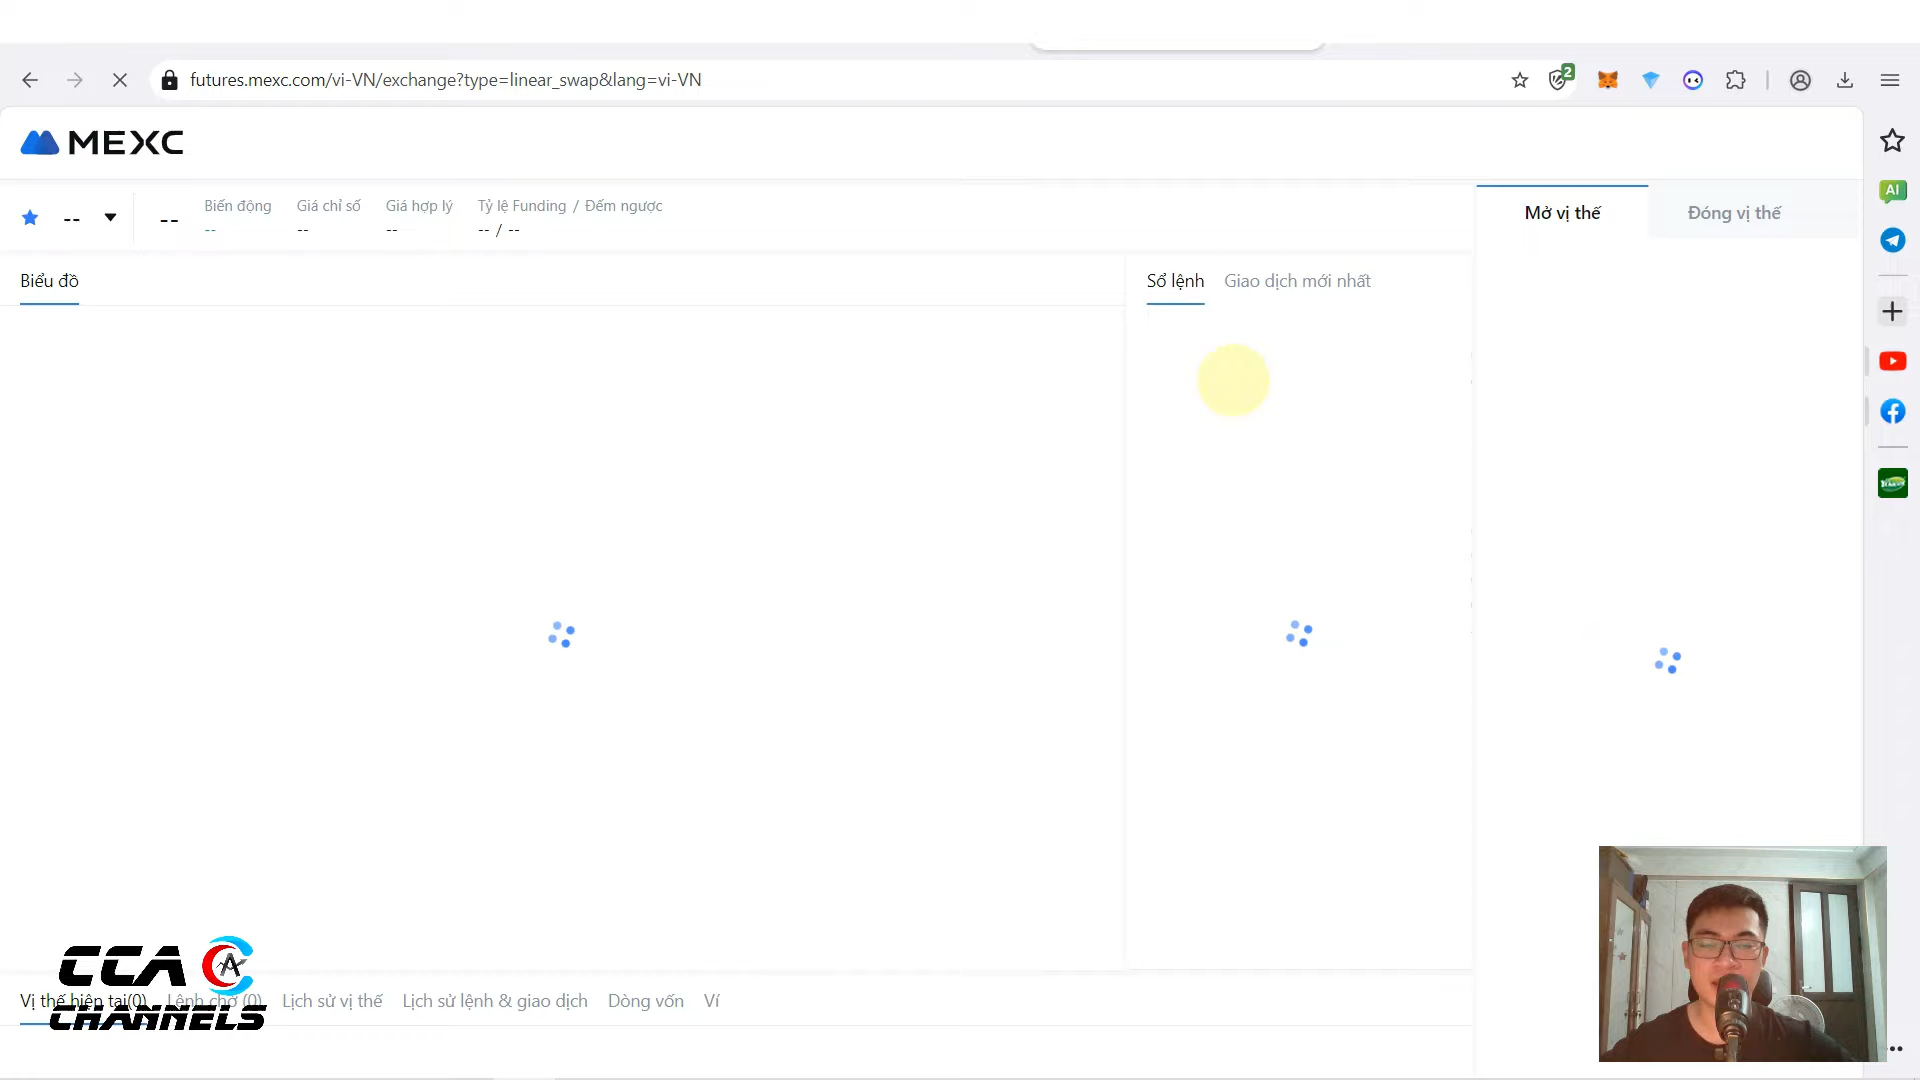 futures.mexc.com/vi-VN/exchange?type=linear_swap&lang=vi-VN
2
MEXC
AI
-- --
Biến động Giá chỉ số Giá hợp lý Tỷ lệ Funding / Đếm ngược
-- -- -- -- / --
Mở vị thế Đóng vị thế
Biểu đồ
Sổ lệnh Giao dịch mới nhất
Vị thế hiện tại(0) Lệnh chờ (0) Lịch sử vị thế Lịch sử lệnh & giao dịch Dòng vốn Ví
CCA
CHANNELS